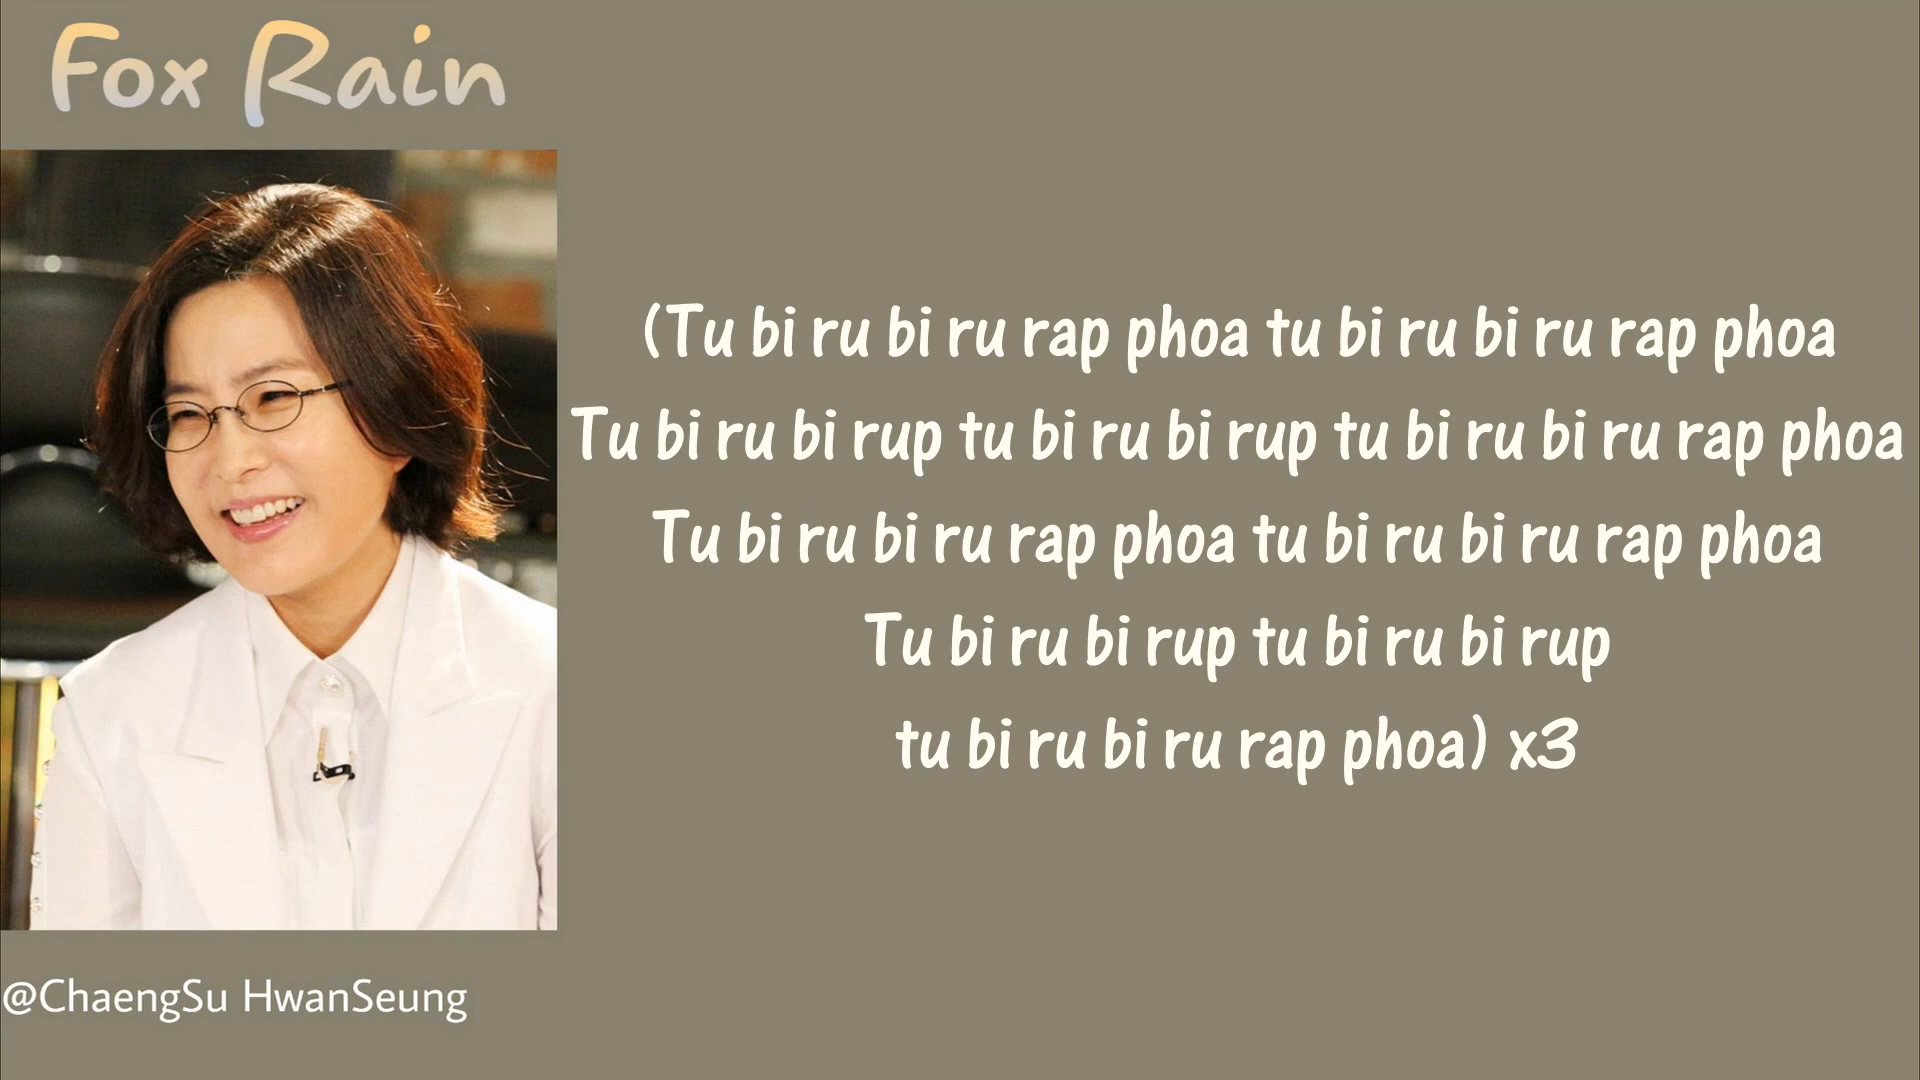 Fox Rain
(Tu bi ru bi ru rap phoa tu bi ru bi ru rap phoa
Tu bi ru bi rup tu bi ru bi rup tu bi ru bi ru rap phoa
Tu bi ru bi ru rap phoa tu bi ru bi ru rap phoa
Tu bi ru bi rup tu bi ru bi rup
tu bi ru bi ru rap phoa) x3
@ChaengSu HwanSeung